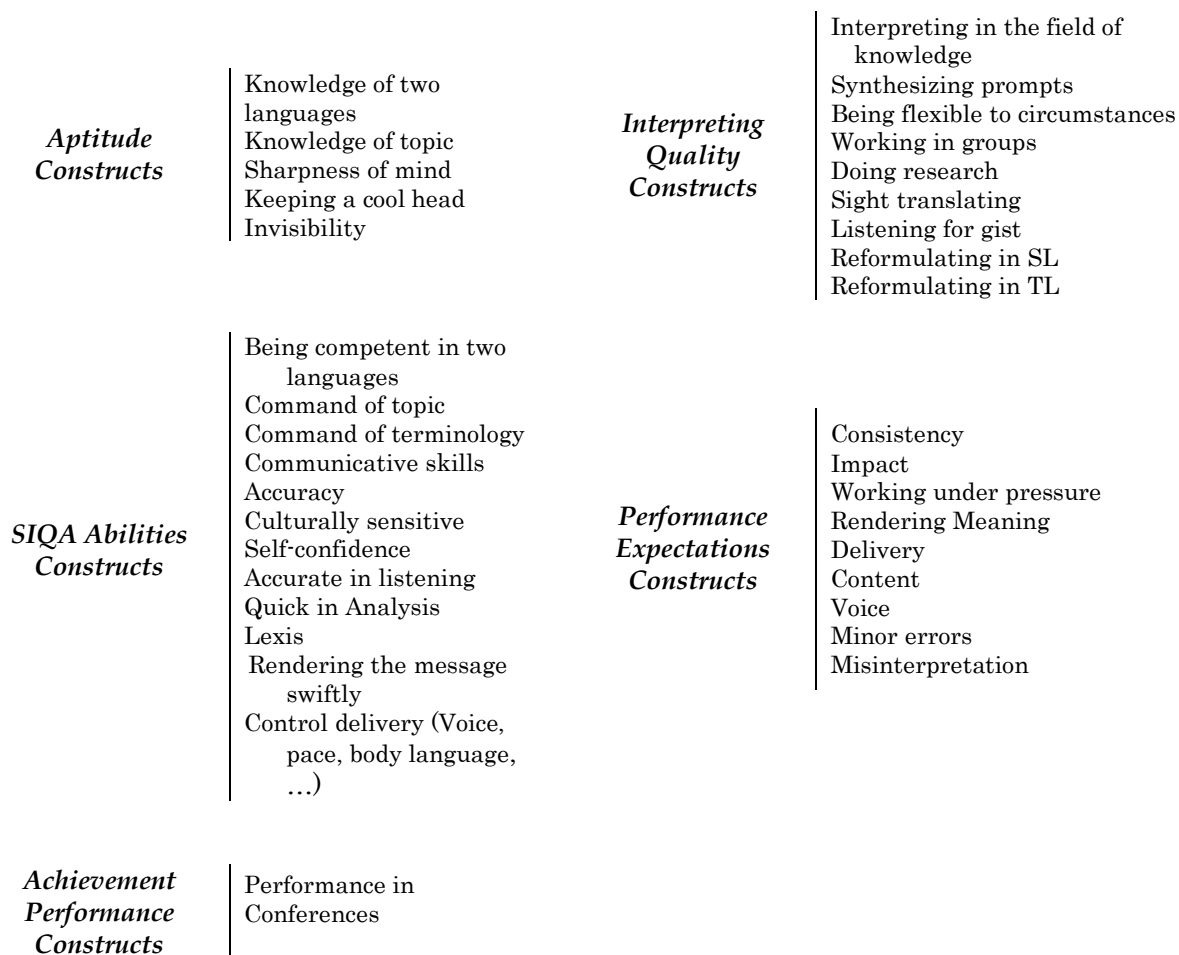 Aptitude
Constructs
Knowledge of two
languages
Knowledge of topic
Sharpness of mind
Keeping a cool head
Invisibility
Interpreting
Quality
Constructs
Interpreting in the field of
knowledge
Synthesizing prompts
Being flexible to circumstances
Working in groups
Doing research
Sight translating
Listening for gist
Reformulating in SL
Reformulating in TL
SIQA Abilities
Constructs
Being competent in two
languages
Command of topic
Command of terminology
Communicative skills
Accuracy
Culturally sensitive
Self-confidence
Accurate in listening
Quick in Analysis
Lexis
Rendering the message
swiftly
Control delivery (Voice,
pace, body language,
…)
Performance
Expectations
Constructs
Consistency
Impact
Working under pressure
Rendering Meaning
Delivery
Content
Voice
Minor errors
Misinterpretation
Achievement
Performance
Constructs
Performance in
Conferences